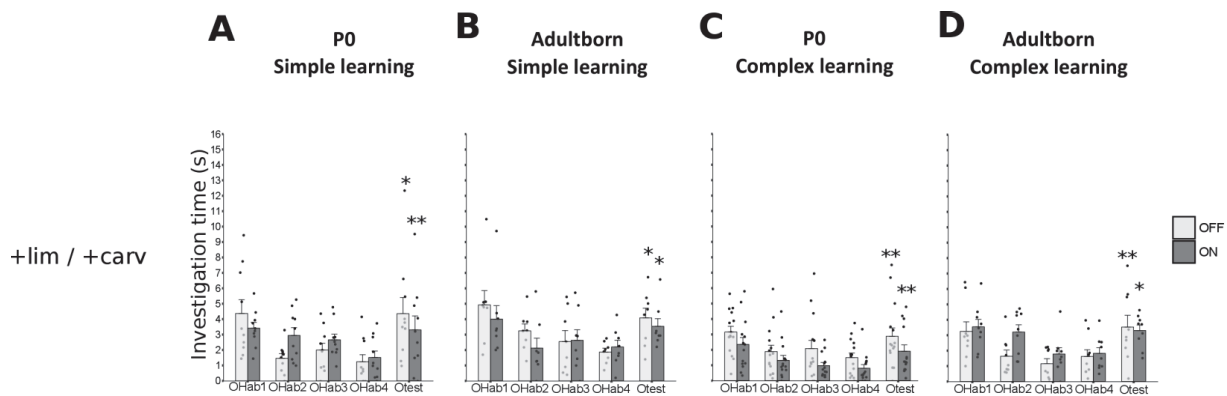 A
P0
Simple learning
B
Adultborn
Simple learning
C
P0
Complex learning
D
Adultborn
Complex learning
+lim / +carv
Investigation time (s)
16
15
14
13
12
11
10
9
8
7
6
5
4
3
2
1
0
*
**
OHab1 OHab2 OHab3 OHab4 Otest
*
*
OHab1 OHab2 OHab3 OHab4 Otest
**
**
OHab1 OHab2 OHab3 OHab4 Otest
**
*
OHab1 OHab2 OHab3 OHab4 Otest
OFF
ON